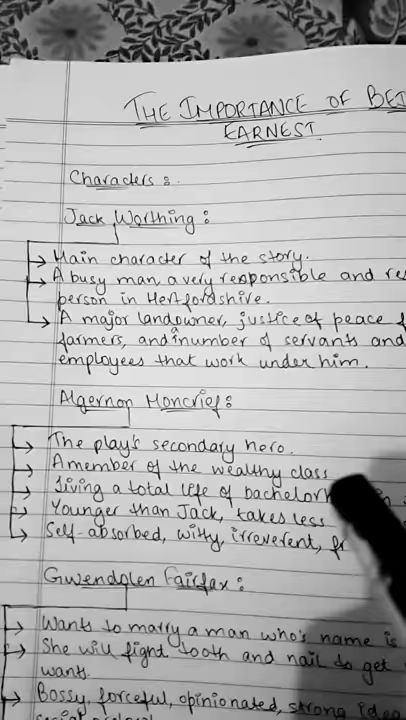 THE IMPORTANCE OF BEI
EARNEST
Characters :
Jack Worthing :
Main character of the story.
A busy man, a very responsible and res
person in Hertfordshire.
A major landowner, justice of peace f
farmers, and a number of servants and
employees that work under him.
Algernon Moncrief :
The play's secondary hero.
A member of the wealthy class
living a total life of bachelor
Younger than Jack, takes less
Self-absorbed, witty, irreverent, fr
Gwendolen Fairfax :
Wants to marry a man who's name is
She will fight tooth and nail to get
wants.
Bossy, forceful, opinionated, strong idea